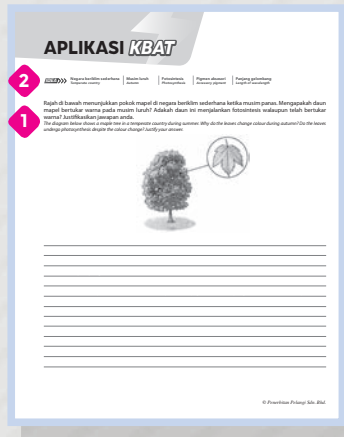 APLIKASI KBAT
2
IDEA
Negara beriklim sederhana
Temperate country
Musim luruh
Autumn
Fotosintesis
Photosynthesis
Pigmen aksesori
Accessory pigment
Panjang gelombang
Length of wavelength
1
Rajah di bawah menunjukkan pokok mapel di negara beriklim sederhana ketika musim panas. Mengapakah daun
mapel bertukar warna pada musim luruh? Adakah daun ini menjalankan fotosintesis walaupun telah bertukar
warna? Justifikasikan jawapan anda.
The diagram below shows a maple tree in a temperate country during summer. Why do the leaves change colour during autumn? Do the leaves
undergo photosynthesis despite the colour change? Justify your answer.
© Penerbitan Pelangi Sdn. Bhd.